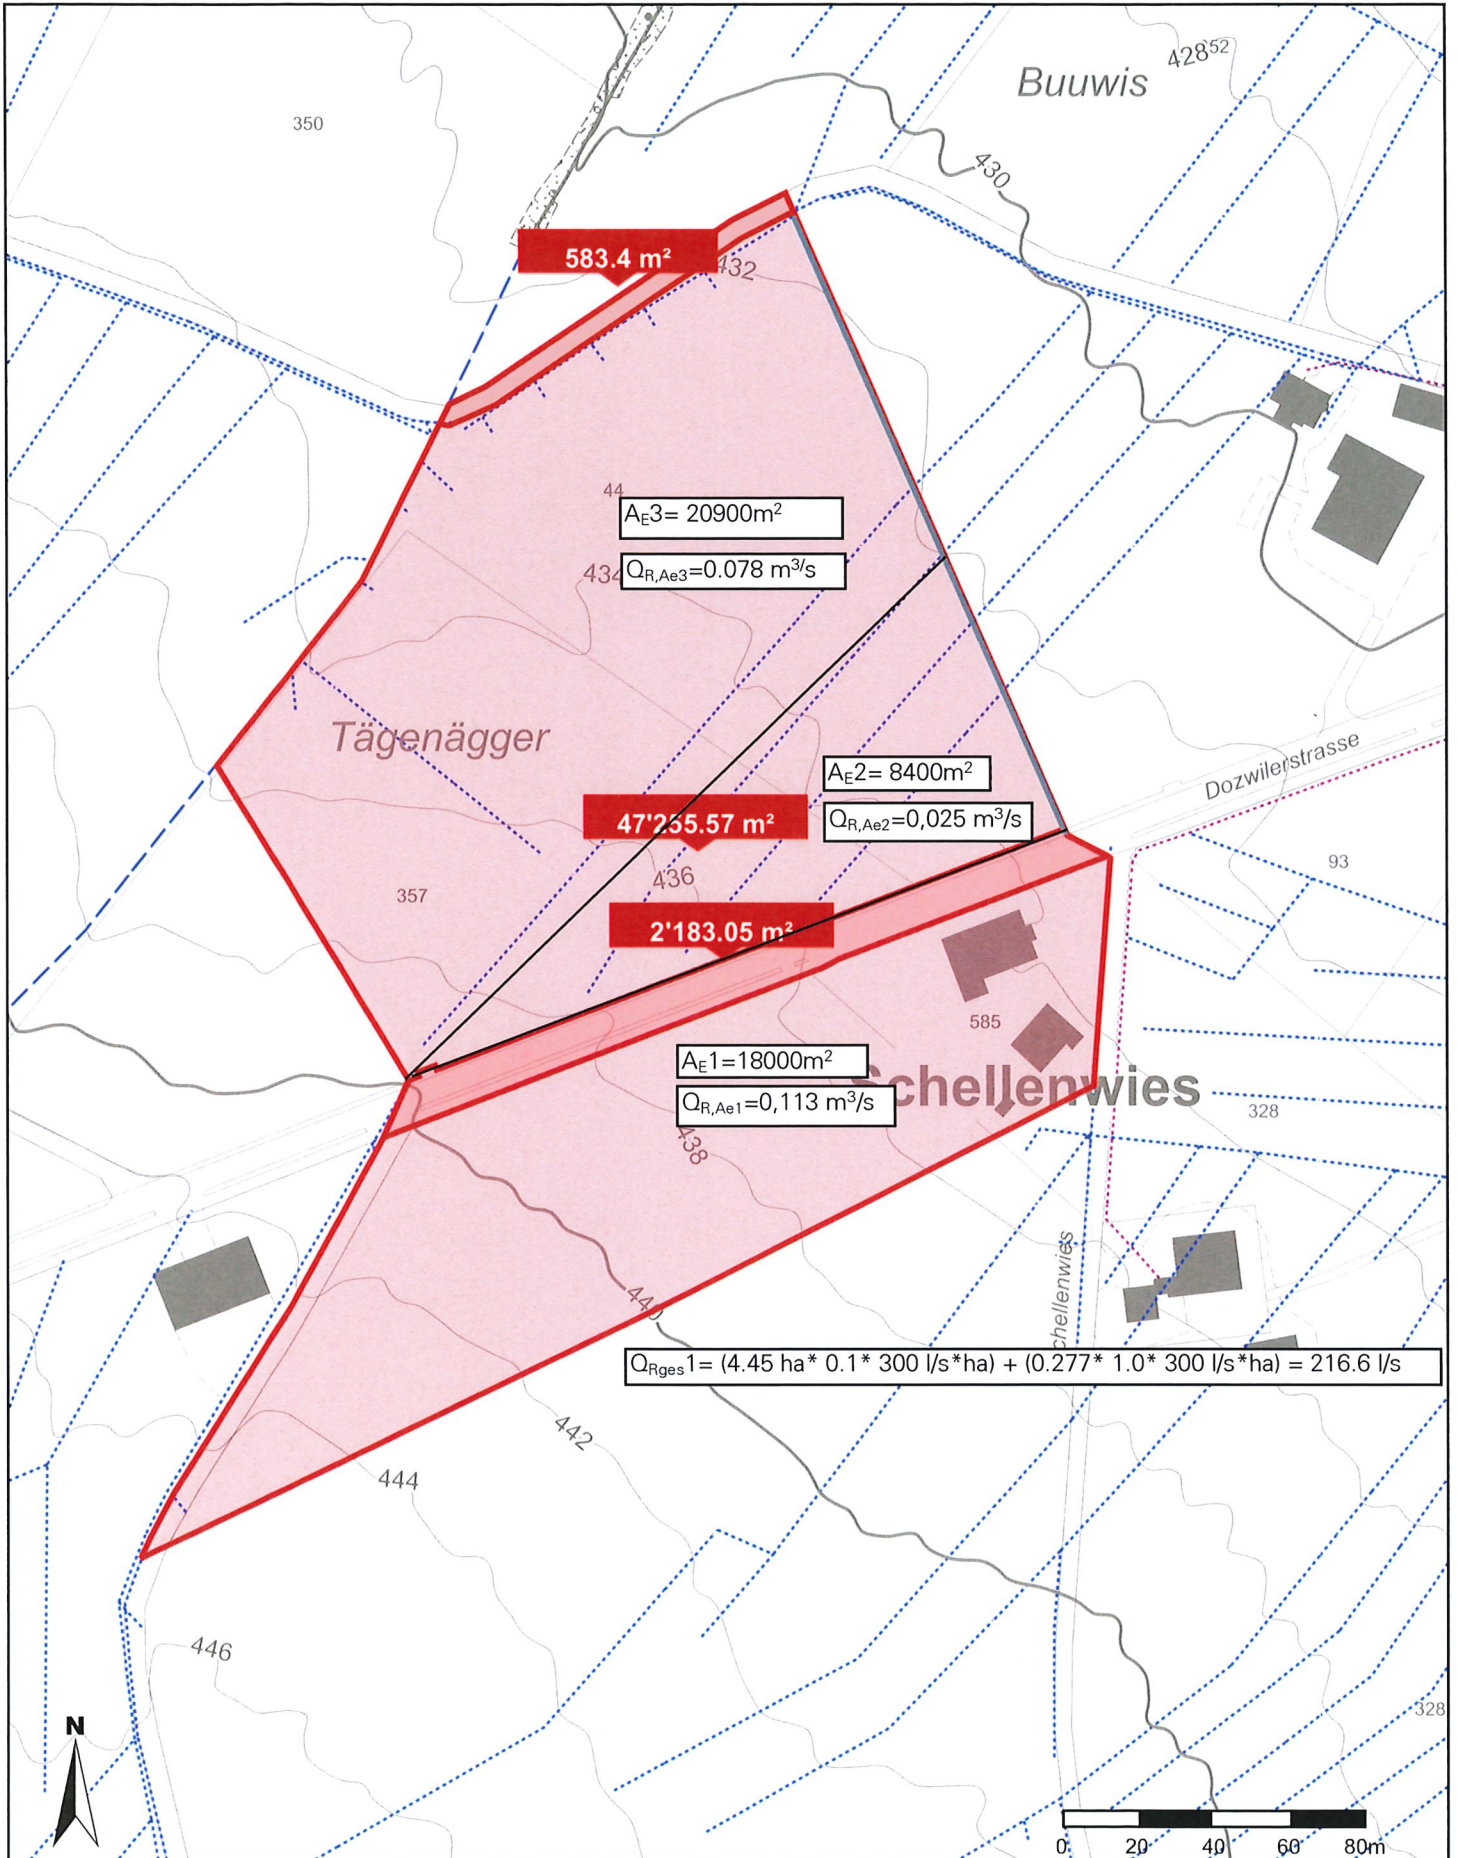 Buuwis
428⁵²
350
430
583.4 m²
432
44
A_E3= 20900m²
434
Q_R,Ae3=0.078 m³/s
Tägenägger
Dozwilerstrasse
A_E2= 8400m²
47'255.57 m²
Q_R,Ae2=0,025 m³/s
93
436
357
2'183.05 m²
585
A_E1=18000m²
Schellenwies
Q_R,Ae1=0,113 m³/s
328
438
chellenwies
440
Q_Rges1= (4.45 ha* 0.1* 300 l/s*ha) + (0.277* 1.0* 300 l/s*ha) = 216.6 l/s
442
444
446
328
N
0 20 40 60 80m